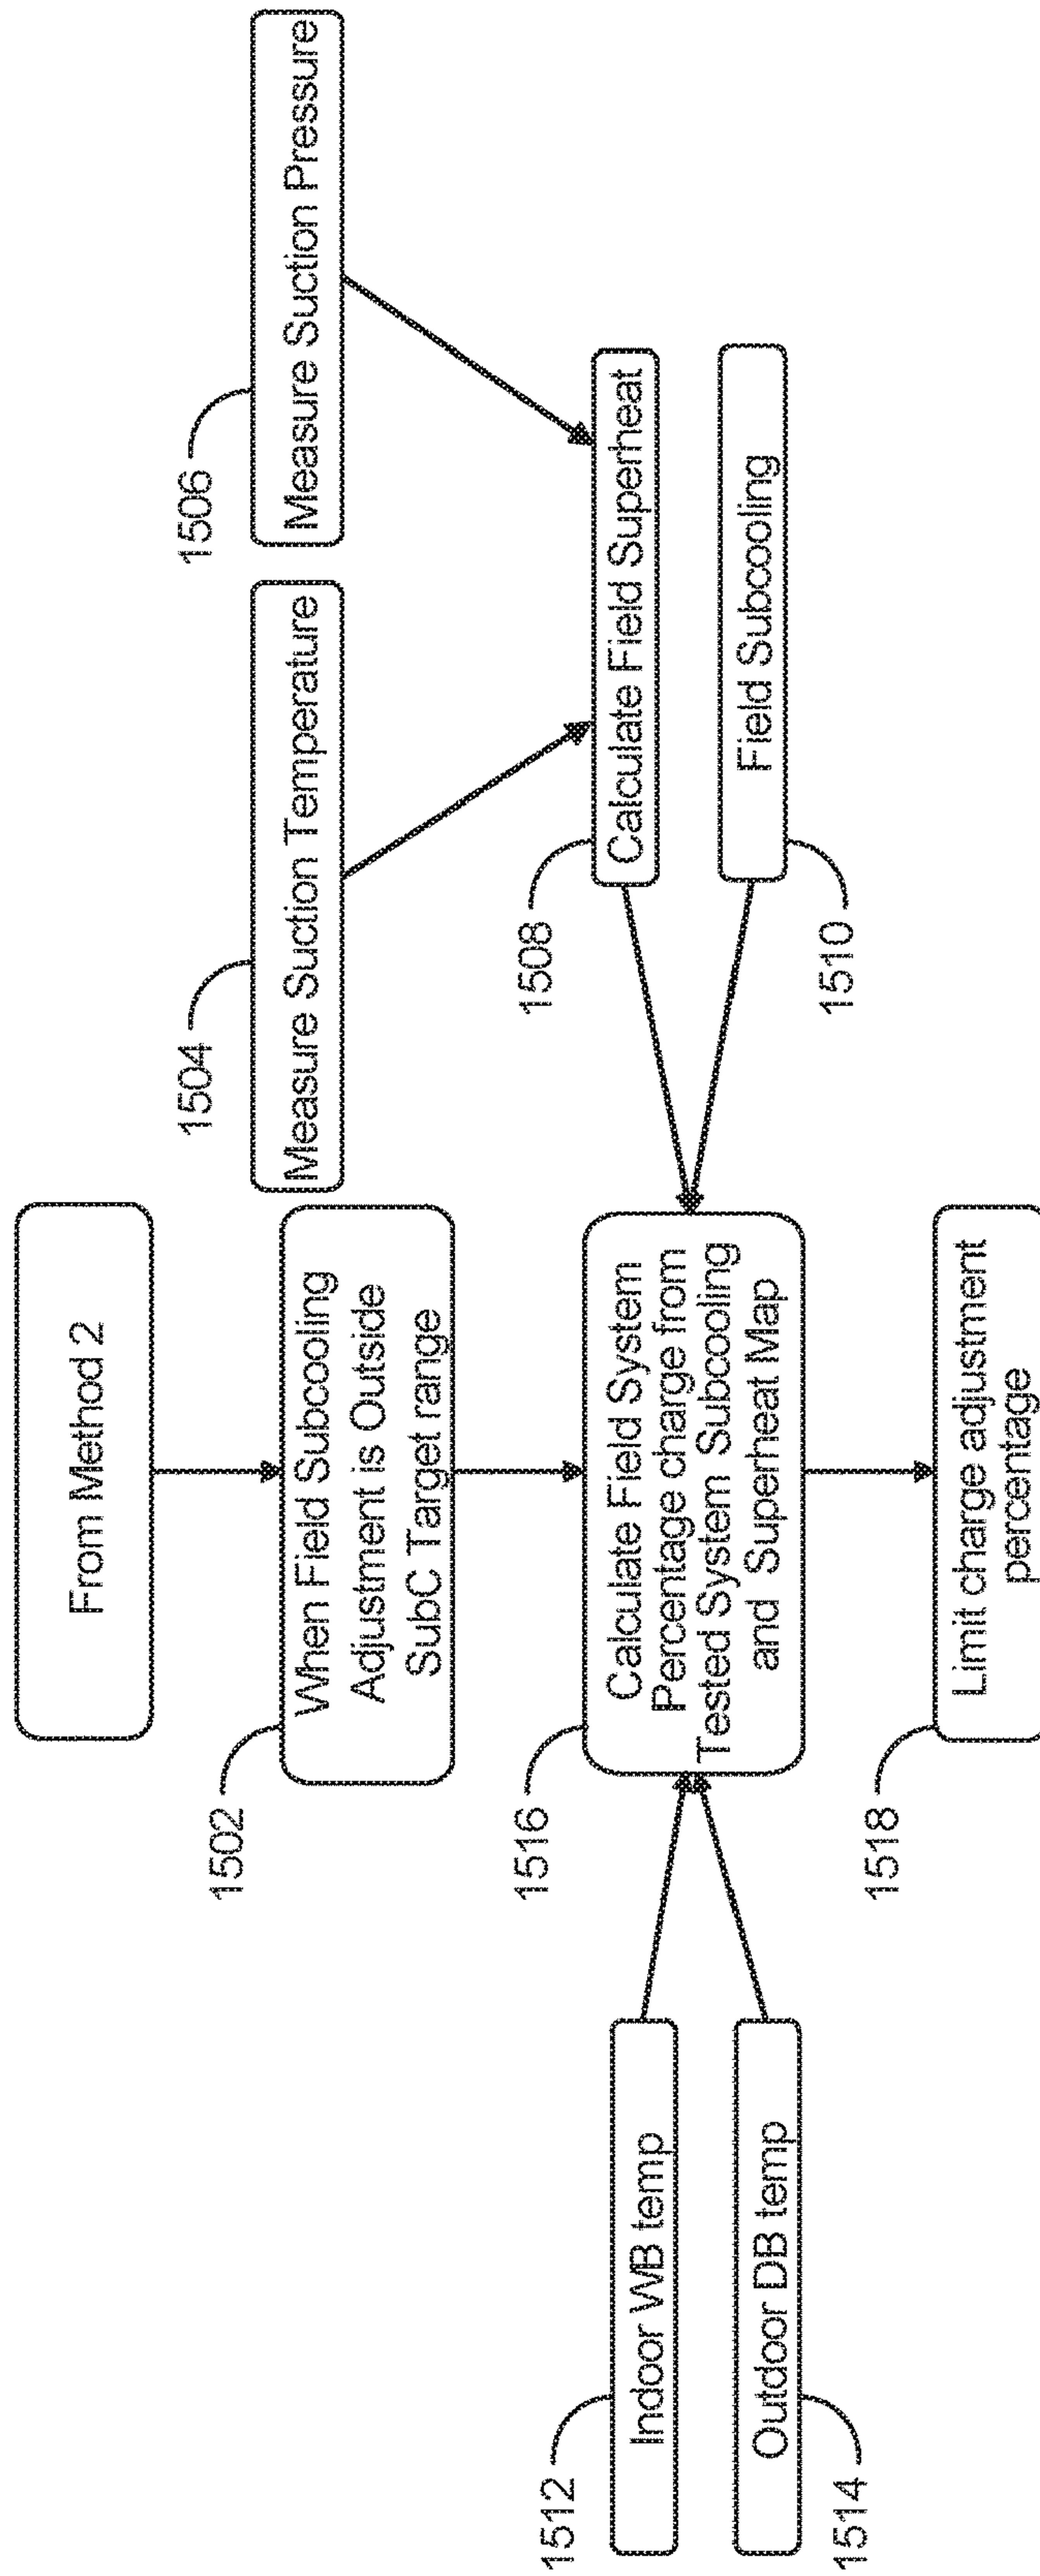 From Method 2
1502
When Field Subcooling
Adjustment is Outside
SubC Target range
1504
Measure Suction Temperature
1506
Measure Suction Pressure
1508
Calculate Field Superheat
1510
Field Subcooling
1512
Indoor WB temp
1514
Outdoor DB temp
1516
Calculate Field System
Percentage charge from
Tested System Subcooling
and Superheat Map
1518
Limit charge adjustment
percentage